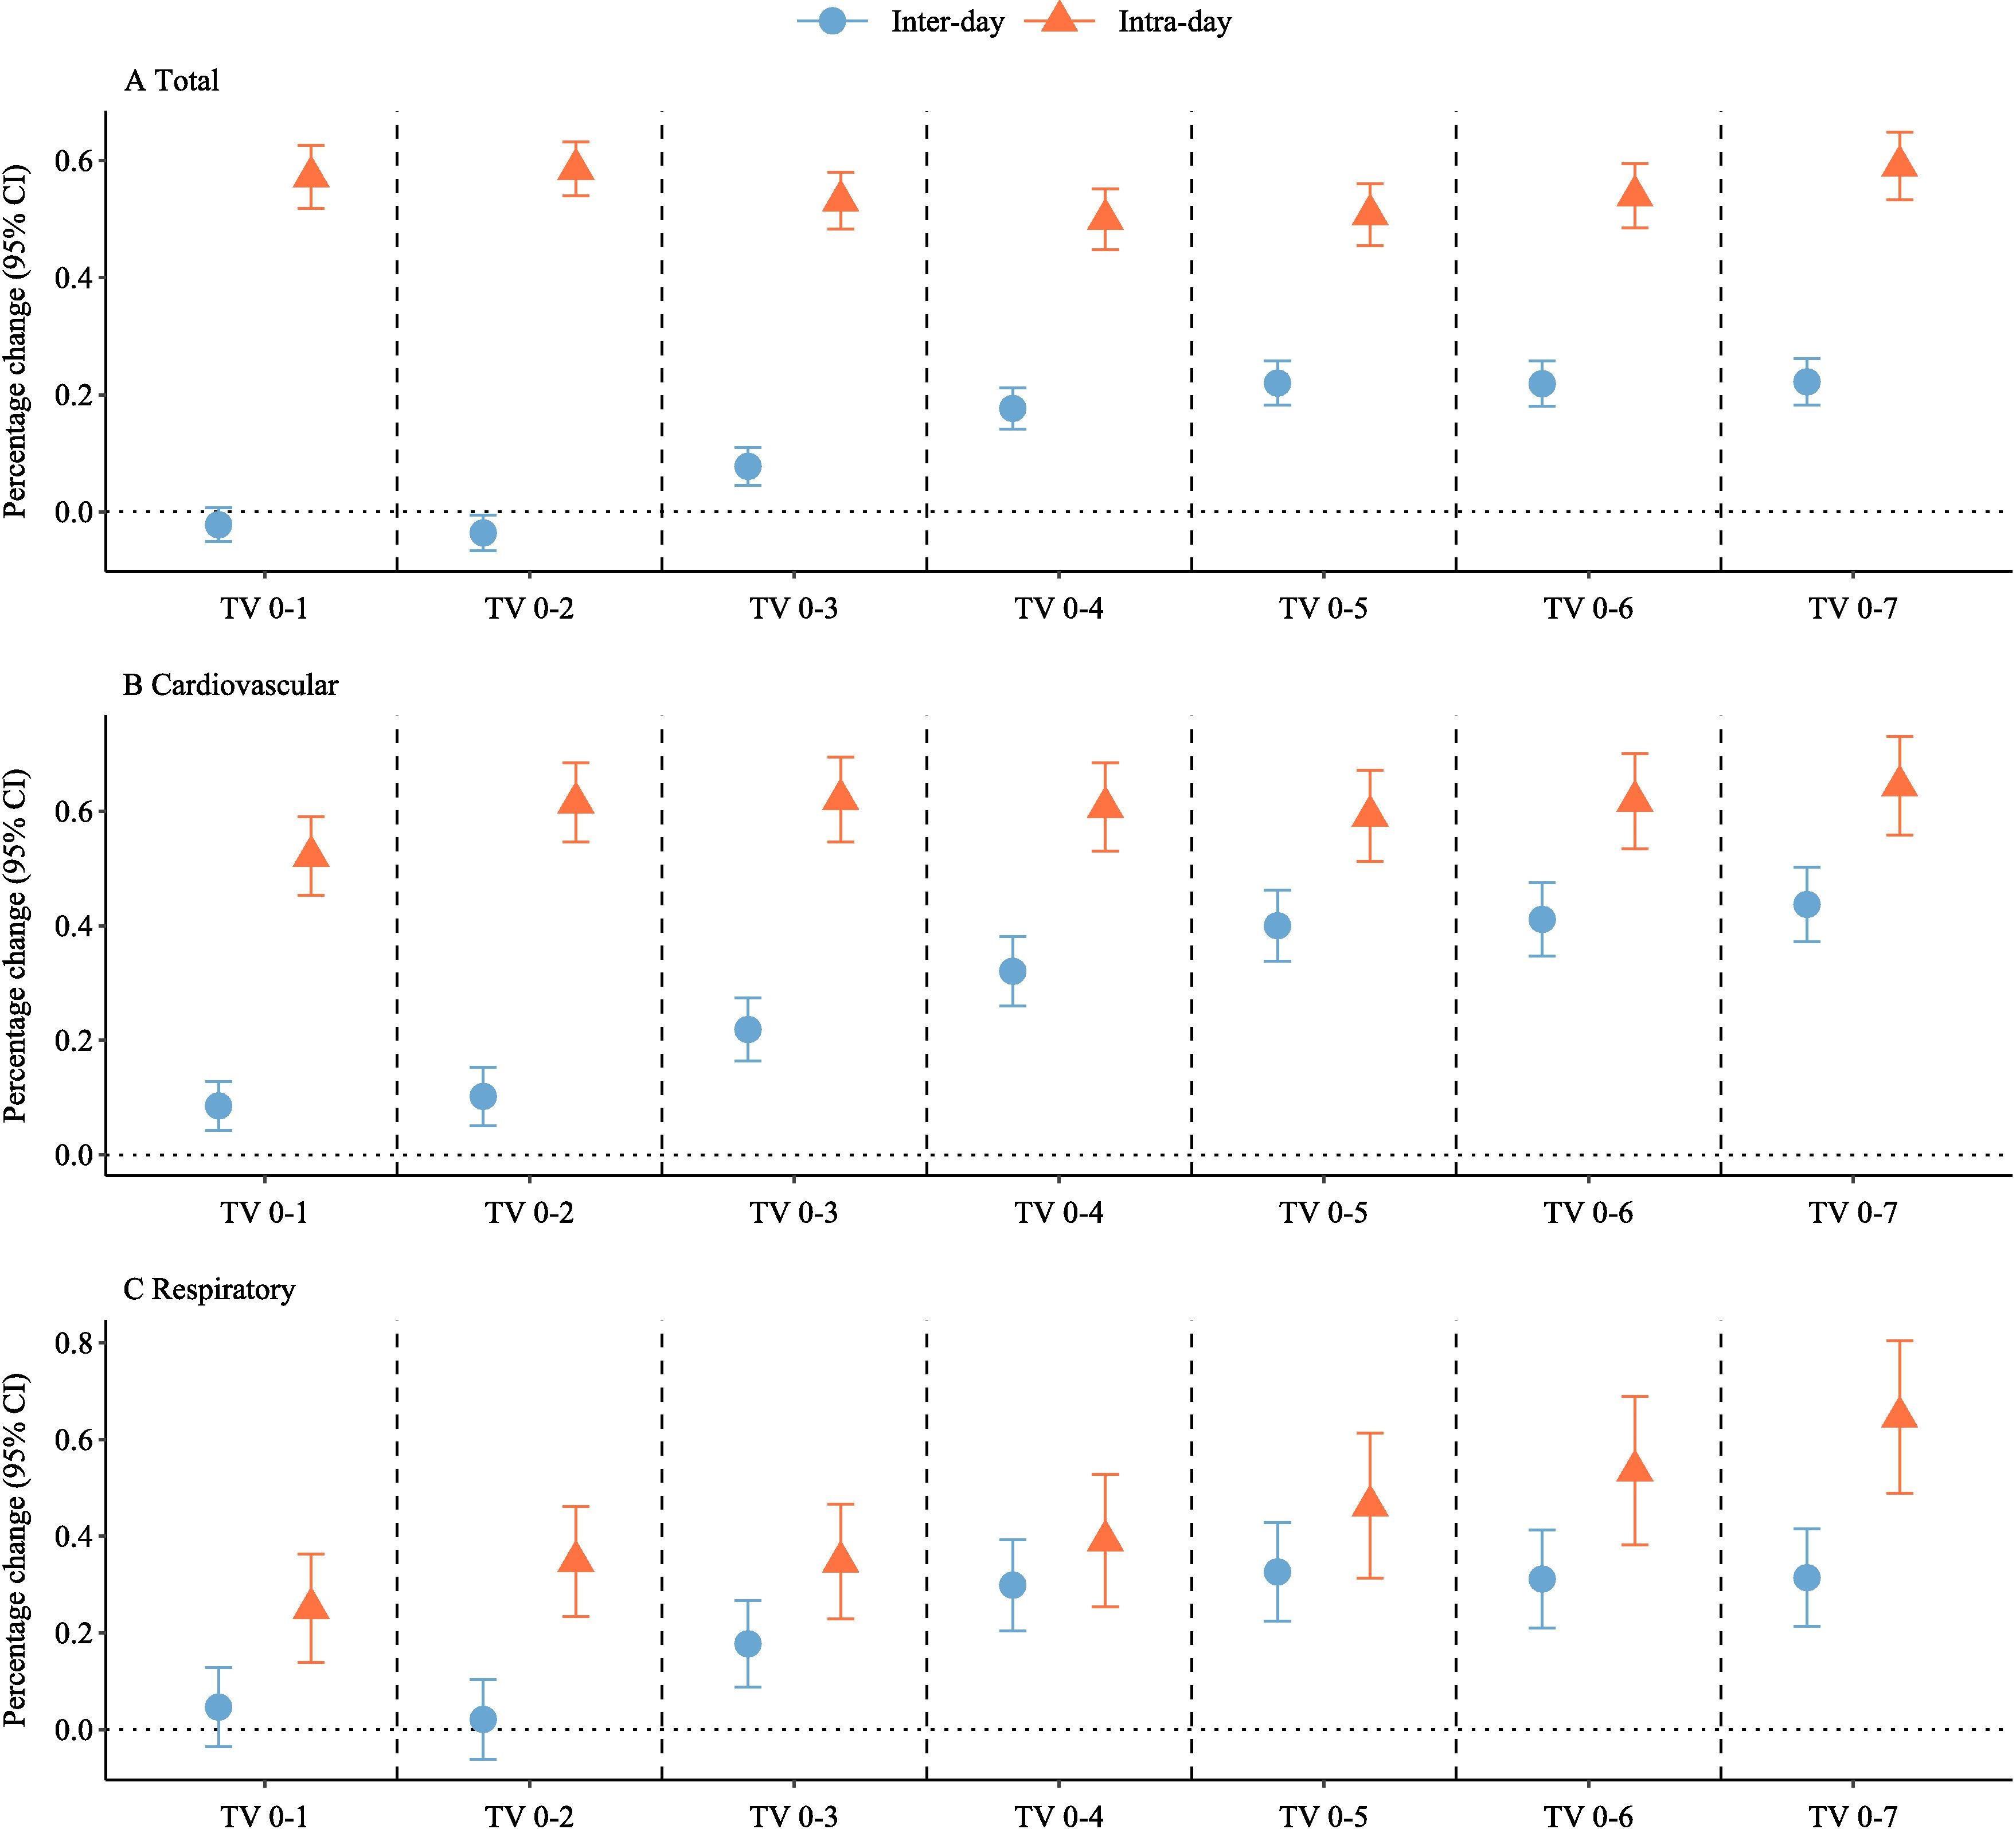 Inter-day Intra-day
A Total
Percentage change (95% CI)
0.6
0.4
0.2
0.0
TV 0-1 TV 0-2 TV 0-3 TV 0-4 TV 0-5 TV 0-6 TV 0-7
B Cardiovascular
Percentage change (95% CI)
0.6
0.4
0.2
0.0
TV 0-1 TV 0-2 TV 0-3 TV 0-4 TV 0-5 TV 0-6 TV 0-7
C Respiratory
Percentage change (95% CI)
0.8
0.6
0.4
0.2
0.0
TV 0-1 TV 0-2 TV 0-3 TV 0-4 TV 0-5 TV 0-6 TV 0-7